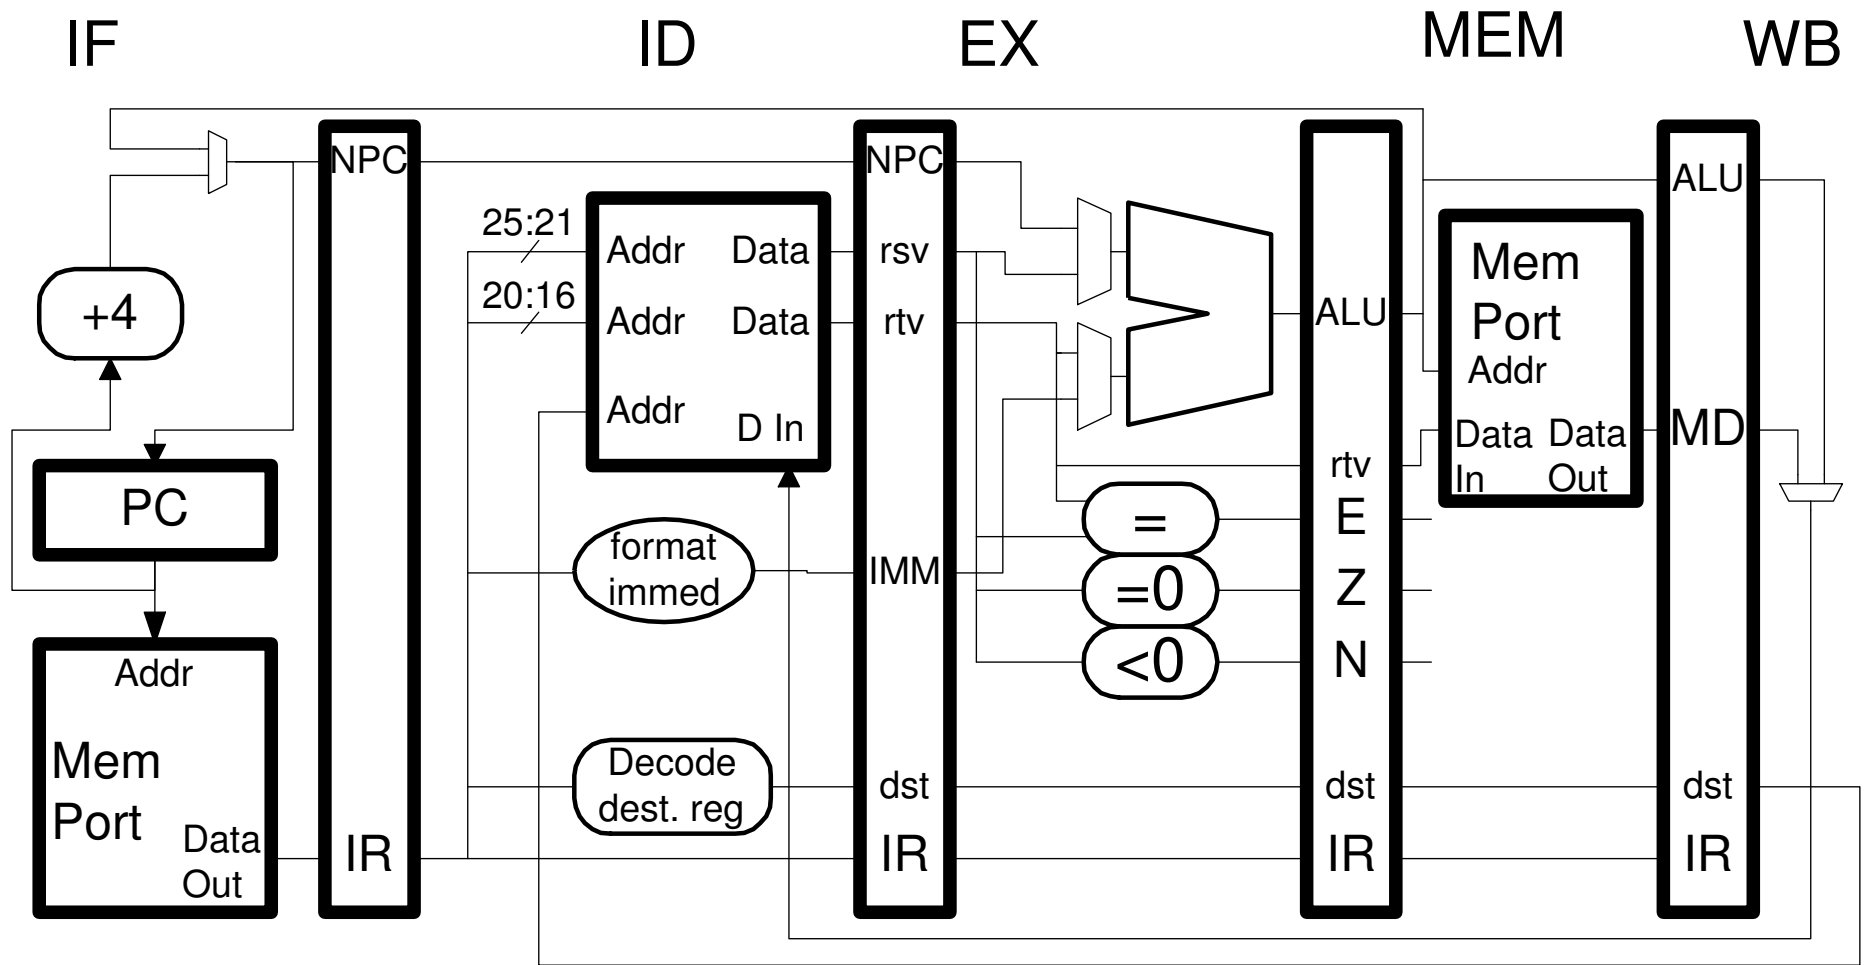 IF
ID
EX
MEM
WB
+4
PC
Addr
Mem
Port
Data
Out
NPC
IR
25:21
20:16
Addr
Data
Addr
Data
Addr
D In
format
immed
Decode
dest. reg
NPC
rsv
rtv
IMM
dst
IR
=
=0
<0
ALU
rtv
E
Z
N
dst
IR
Mem
Port
Addr
Data
In
Data
Out
ALU
MD
dst
IR